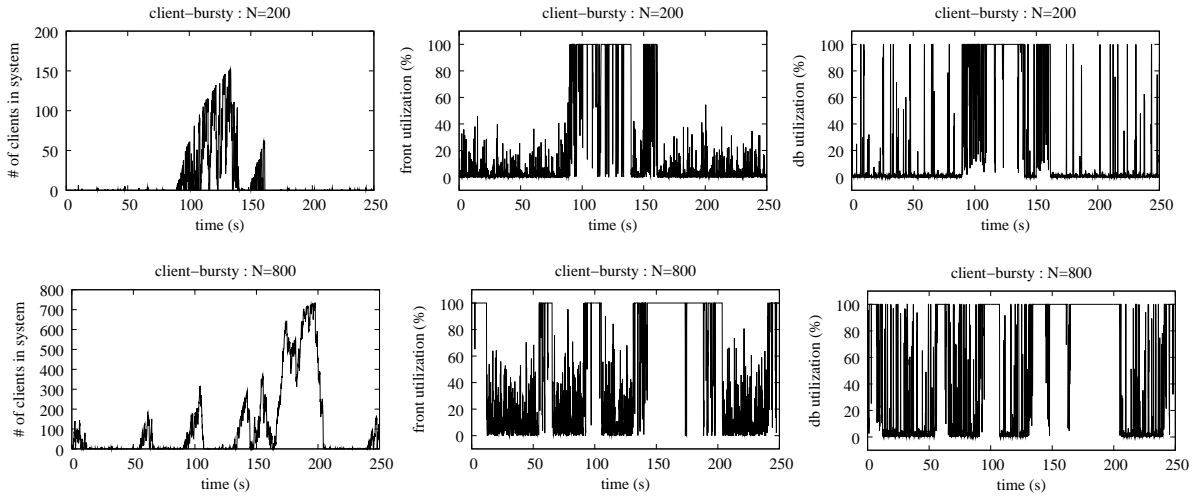 client−bursty : N=200
# of clients in system
200
150
100
50
0
0 50 100 150 200 250
time (s)
client−bursty : N=200
front utilization (%)
100
80
60
40
20
0
0 50 100 150 200 250
time (s)
client−bursty : N=200
db utilization (%)
100
80
60
40
20
0
0 50 100 150 200 250
time (s)
client−bursty : N=800
# of clients in system
800
700
600
500
400
300
200
100
0
0 50 100 150 200 250
time (s)
client−bursty : N=800
front utilization (%)
100
80
60
40
20
0
0 50 100 150 200 250
time (s)
client−bursty : N=800
db utilization (%)
100
80
60
40
20
0
0 50 100 150 200 250
time (s)